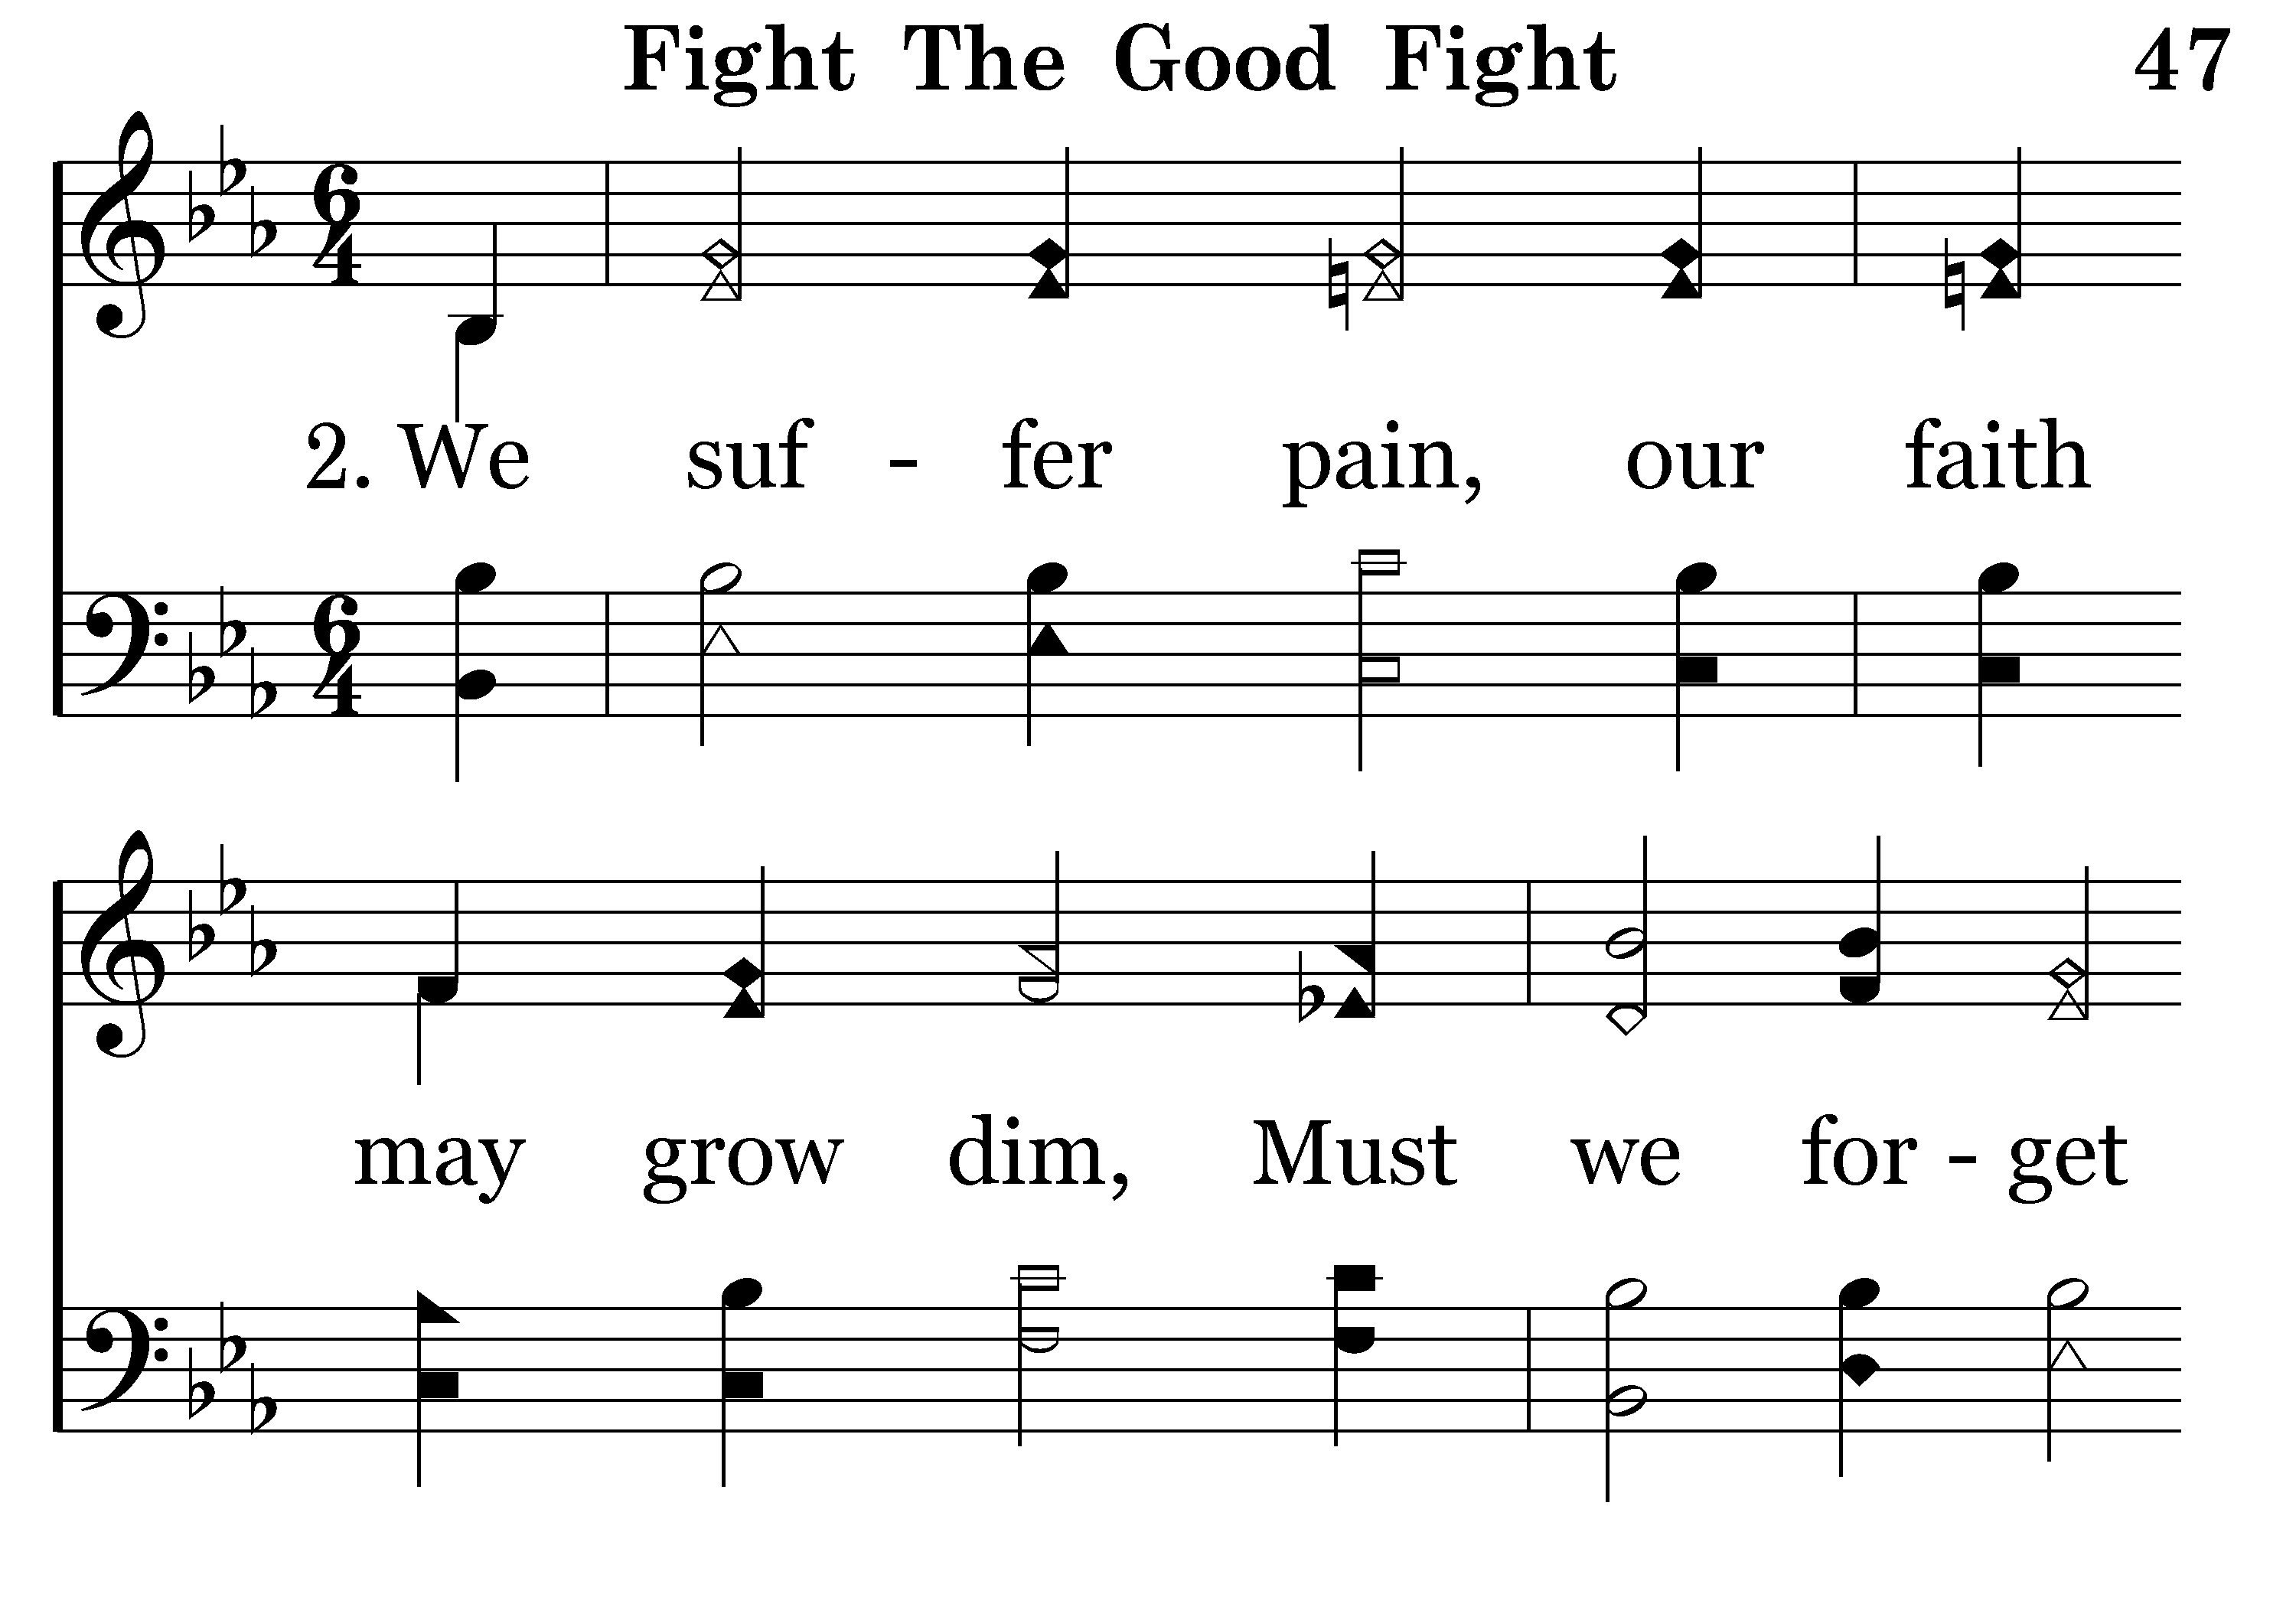 Fight The Good Fight 47
2. We suf - fer pain, our faith
may grow dim, Must we for - get